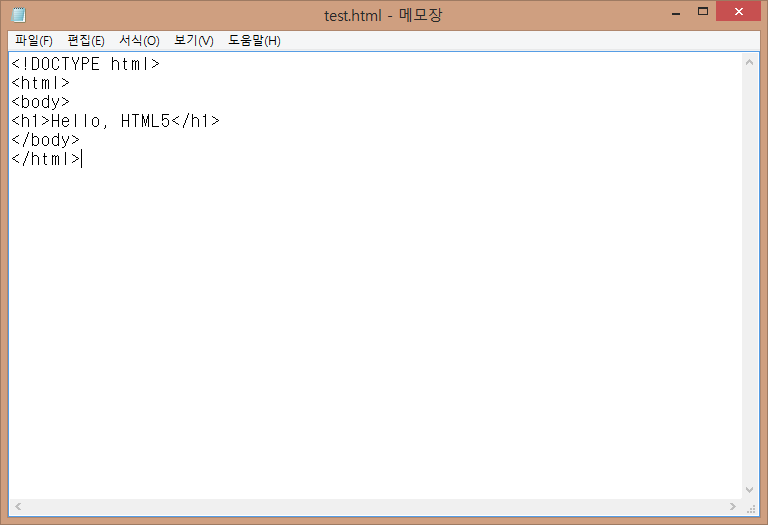 test.html - 메모장
파일(F) 편집(E) 서식(O) 보기(V) 도움말(H)
<!DOCTYPE html>
<html>
<body>
<h1>Hello, HTML5</h1>
</body>
</html>